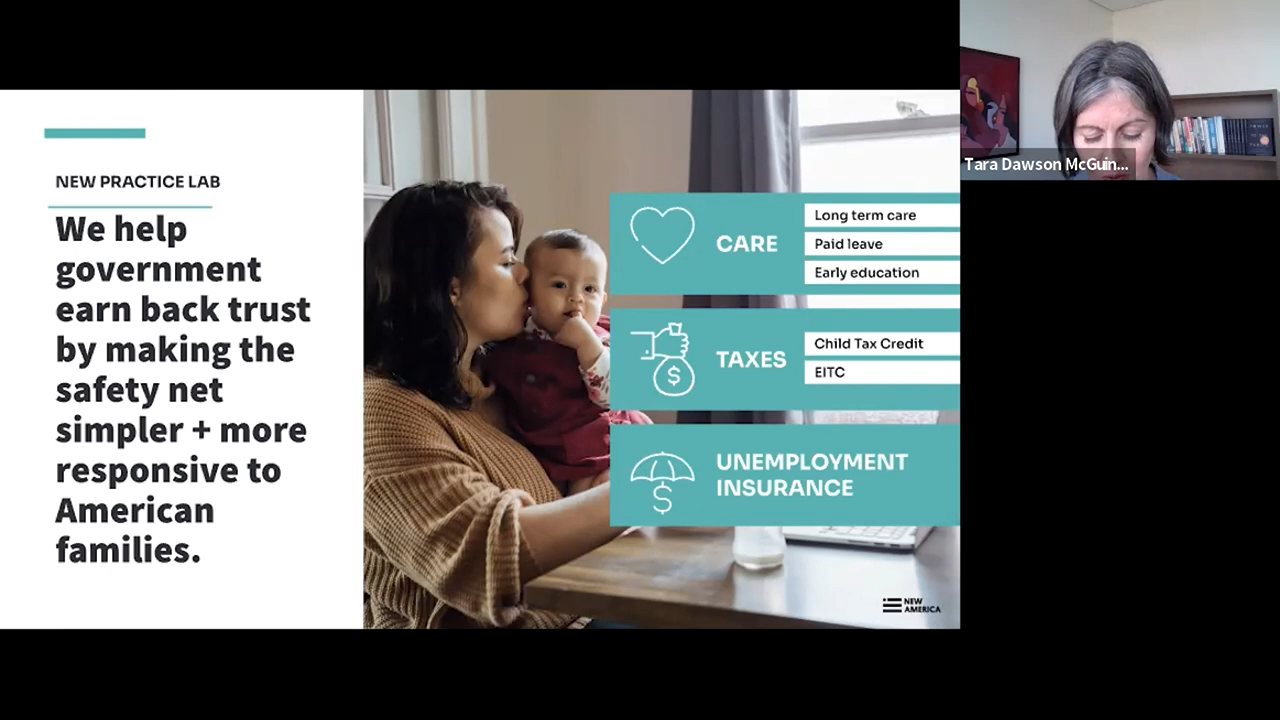 NEW PRACTICE LAB
We help
government
earn back trust
by making the
safety net
simpler + more
responsive to
American
families.
CARE
Long term care
Paid leave
Early education
TAXES
Child Tax Credit
EITC
UNEMPLOYMENT
INSURANCE
NEW
AMERICA
Tara Dawson McGuin...